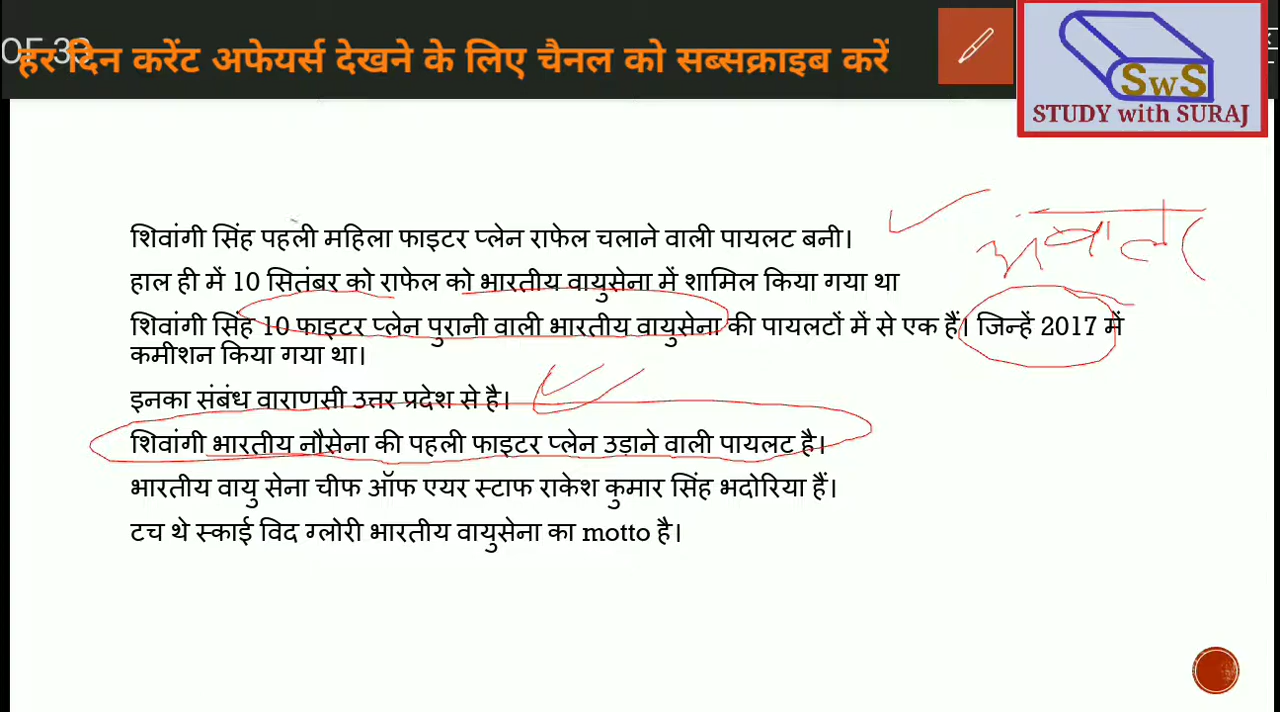 OF 33
हर दिन करेंट अफेयर्स देखने के लिए चैनल को सब्सक्राइब करें
SwS
STUDY with SURAJ
शिवांगी सिंह पहली महिला फाइटर प्लेन राफेल चलाने वाली पायलट बनी।
हाल ही में 10 सितंबर को राफेल को भारतीय वायुसेना में शामिल किया गया था
शिवांगी सिंह 10 फाइटर प्लेन पुरानी वाली भारतीय वायुसेना की पायलटों में से एक हैं। जिन्हें 2017 में
कमीशन किया गया था।
इनका संबंध वाराणसी उत्तर प्रदेश से है।
शिवांगी भारतीय नौसेना की पहली फाइटर प्लेन उड़ाने वाली पायलट है।
भारतीय वायु सेना चीफ ऑफ एयर स्टाफ राकेश कुमार सिंह भदोरिया हैं।
टच थे स्काई विद ग्लोरी भारतीय वायुसेना का motto है।